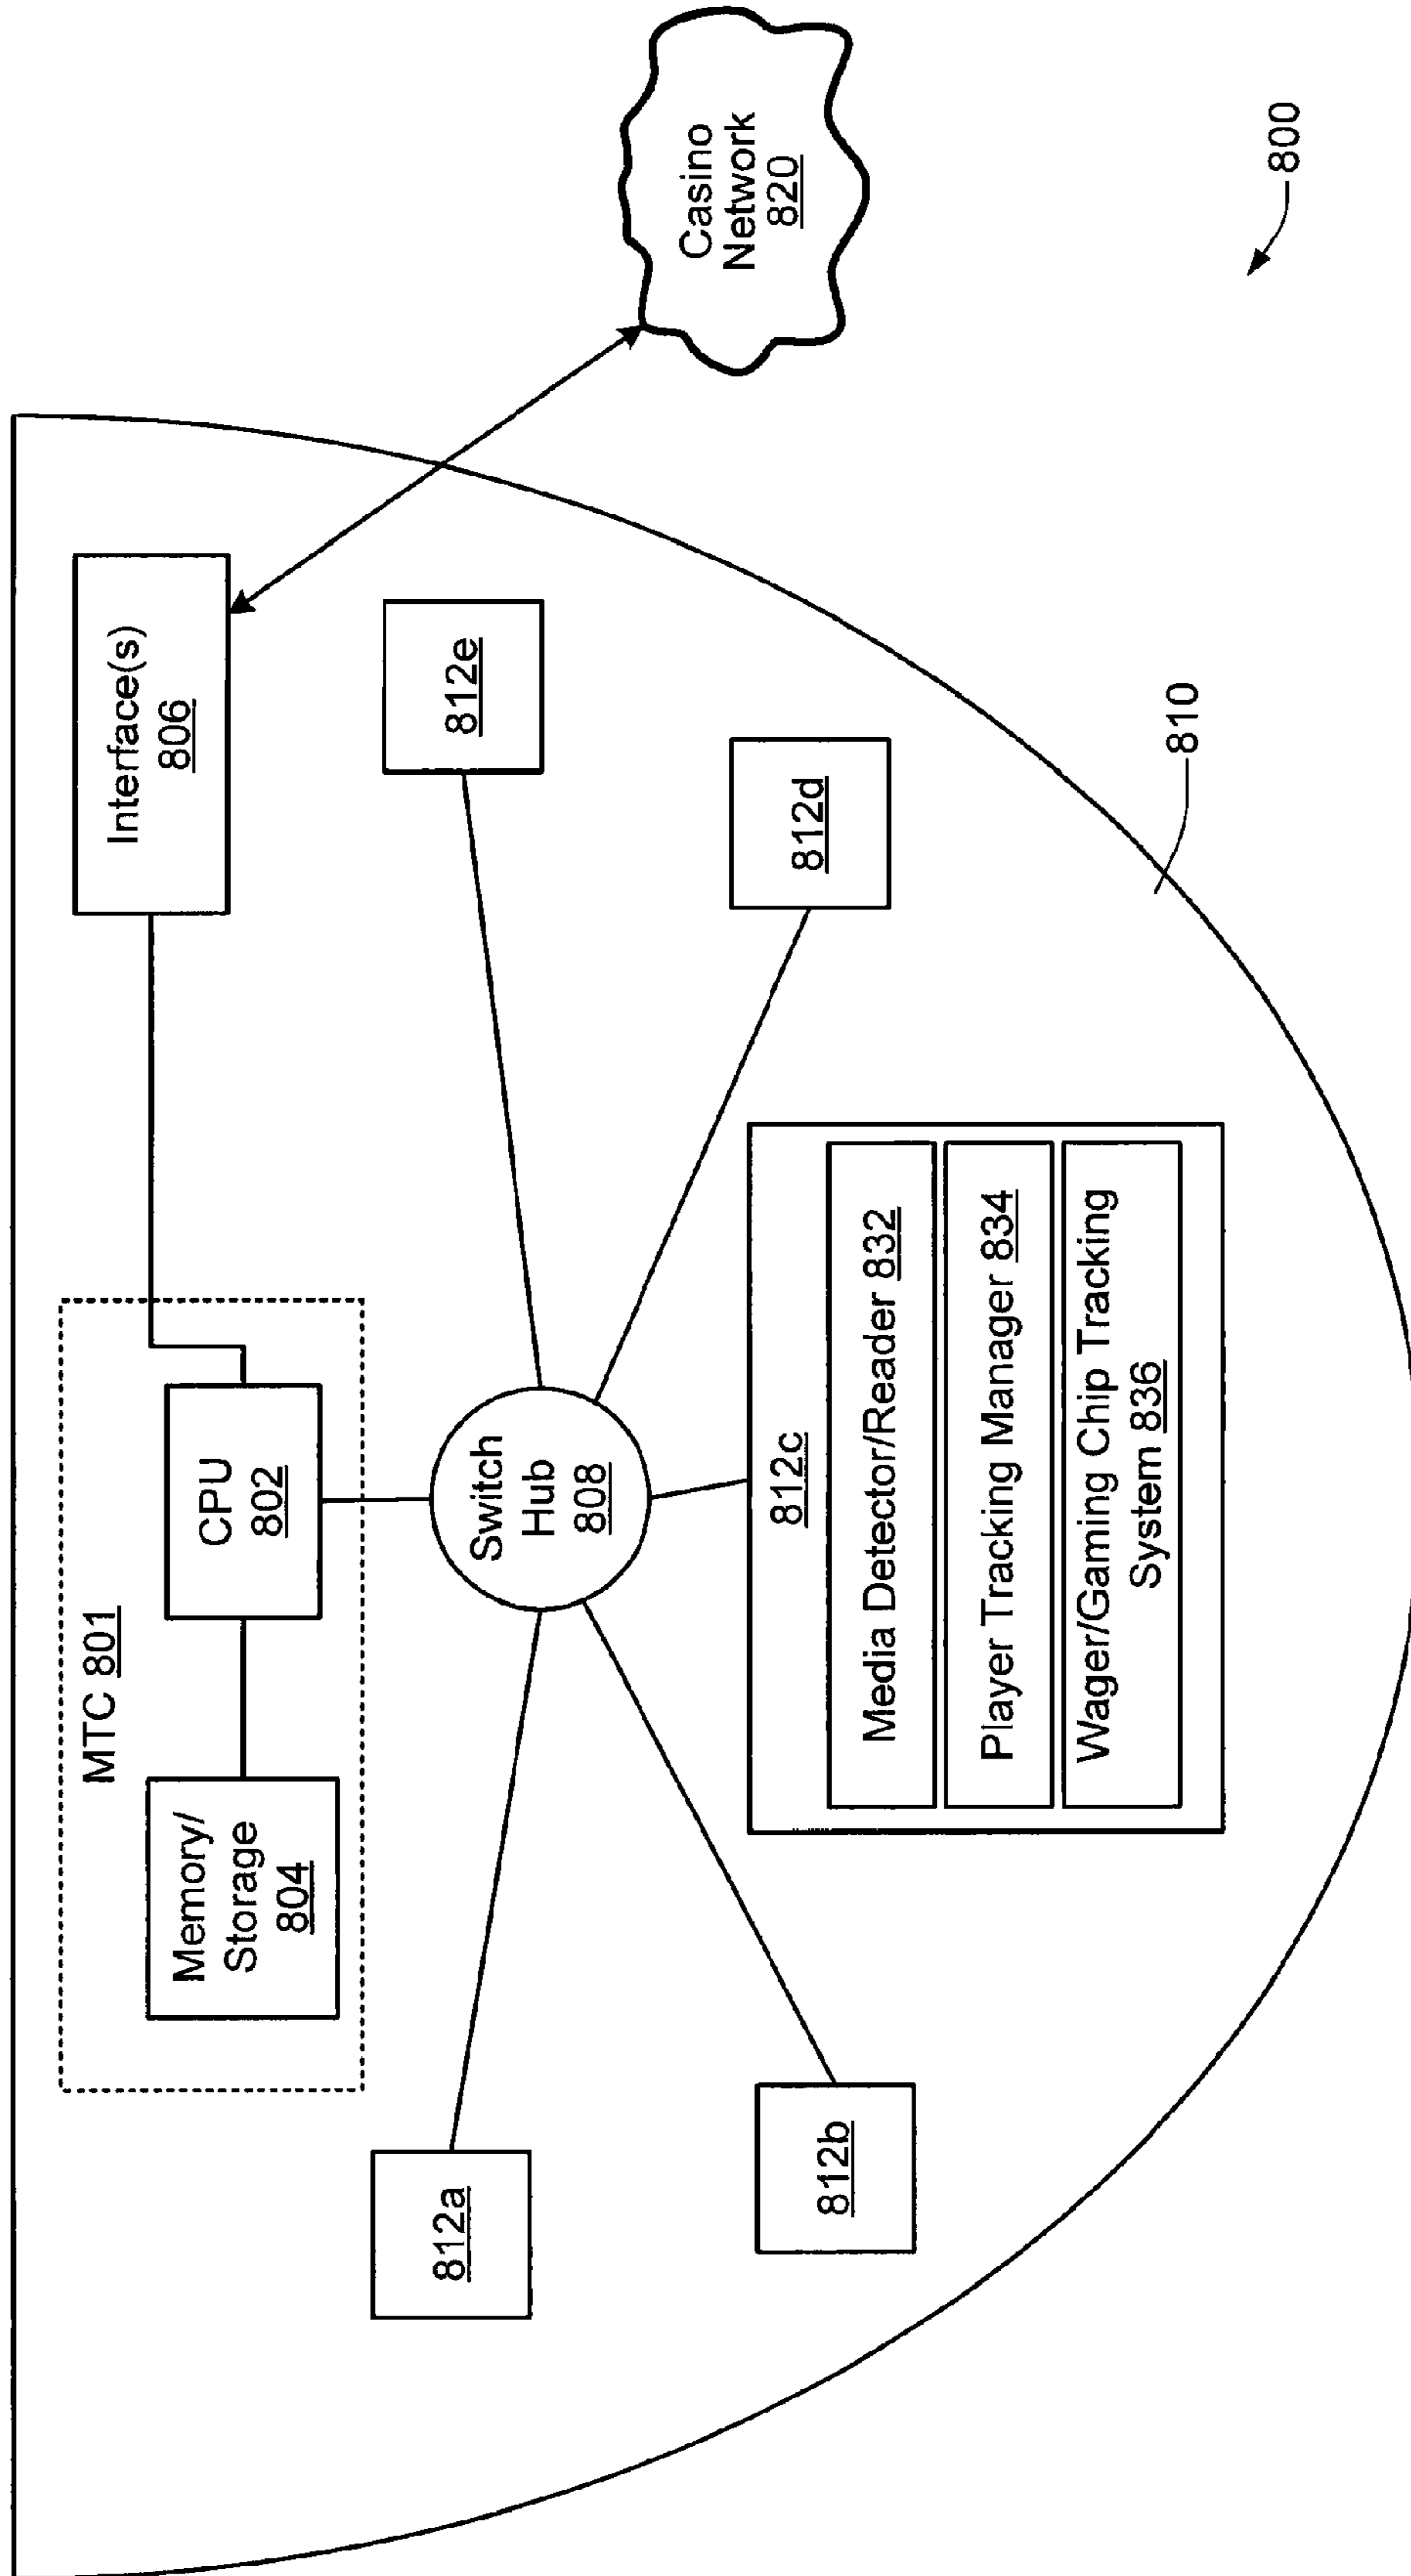 MTC 801
Memory/
Storage
804
CPU
802
Interface(s)
806
Switch
Hub
808
812a
812b
812c
Media Detector/Reader 832
Player Tracking Manager 834
Wager/Gaming Chip Tracking
System 836
812d
812e
Casino
Network
820
810
800